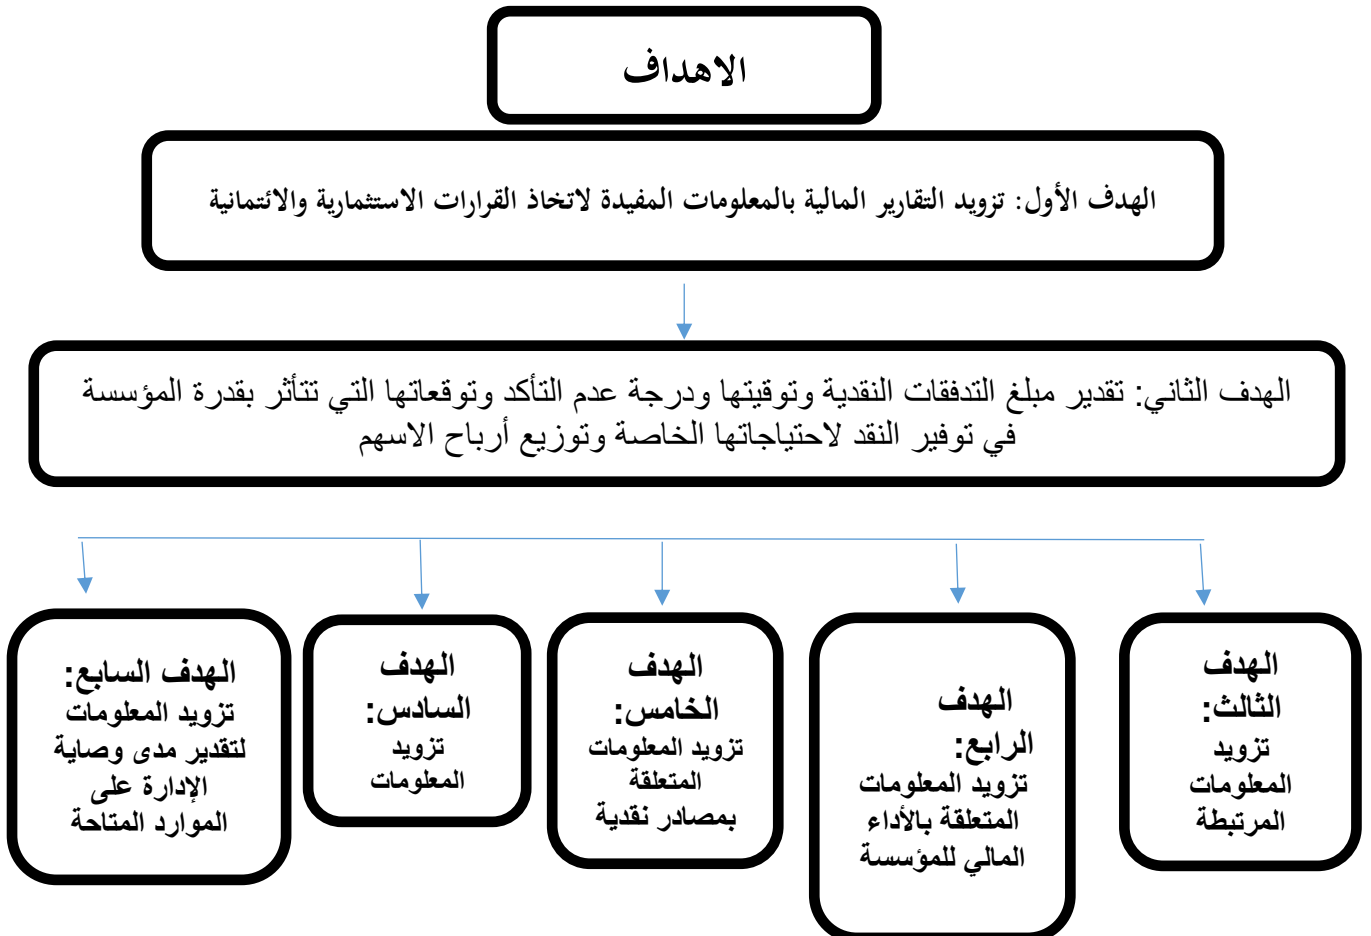 الاهداف
الهدف الأول: تزويد التقارير المالية بالمعلومات المفيدة لاتخاذ القرارات الاستثمارية والائتمانية
الهدف الثاني: تقدير مبلغ التدفقات النقدية وتوقيتها ودرجة عدم التأكد وتوقعاتها التي تتأثر بقدرة المؤسسة
في توفير النقد لاحتياجاتها الخاصة وتوزيع أرباح الاسهم
الهدف
الثالث:
تزويد
المعلومات
المرتبطة
الهدف
الرابع:
تزويد المعلومات
المتعلقة بالأداء
المالي للمؤسسة
الهدف
الخامس:
تزويد المعلومات
المتعلقة
بمصادر نقدية
الهدف
السادس:
تزويد
المعلومات
الهدف السابع:
تزويد المعلومات
لتقدير مدى وصاية
الإدارة على
الموارد المتاحة